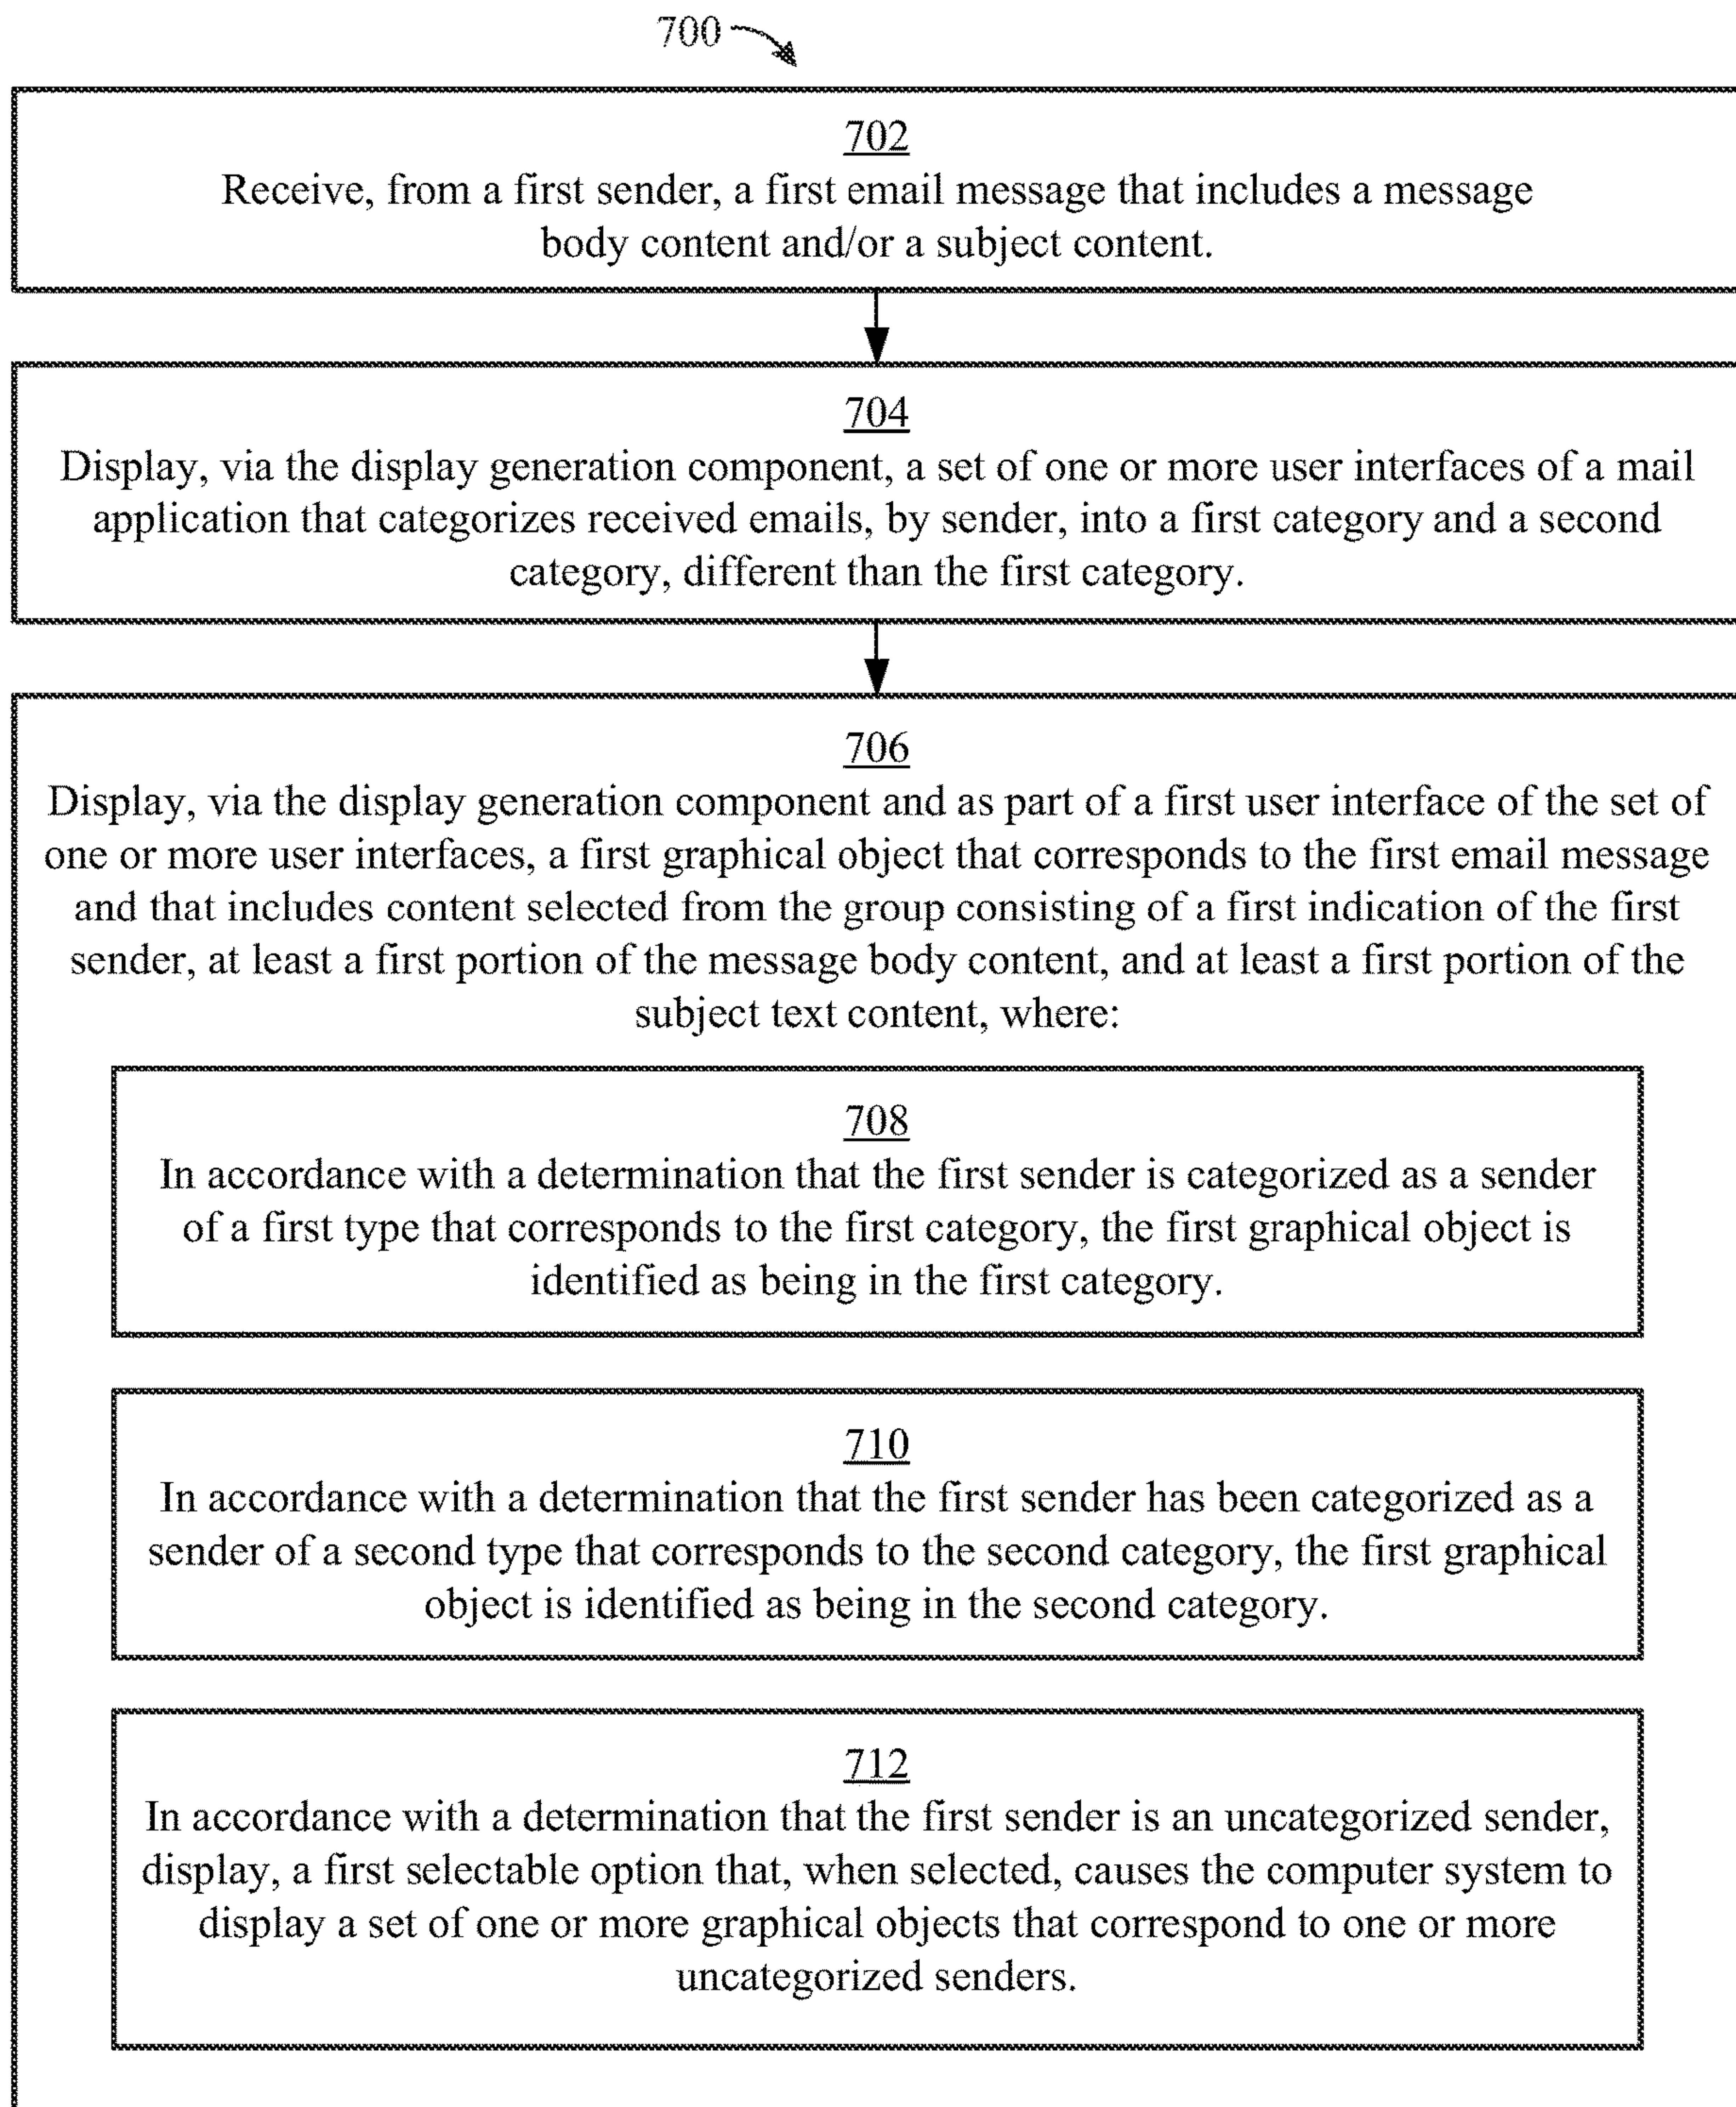 700
702
Receive, from a first sender, a first email message that includes a message
body content and/or a subject content.
704
Display, via the display generation component, a set of one or more user interfaces of a mail
application that categorizes received emails, by sender, into a first category and a second
category, different than the first category.
706
Display, via the display generation component and as part of a first user interface of the set of
one or more user interfaces, a first graphical object that corresponds to the first email message
and that includes content selected from the group consisting of a first indication of the first
sender, at least a first portion of the message body content, and at least a first portion of the
subject text content, where:
708
In accordance with a determination that the first sender is categorized as a sender
of a first type that corresponds to the first category, the first graphical object is
identified as being in the first category.
710
In accordance with a determination that the first sender has been categorized as a
sender of a second type that corresponds to the second category, the first graphical
object is identified as being in the second category.
712
In accordance with a determination that the first sender is an uncategorized sender,
display, a first selectable option that, when selected, causes the computer system to
display a set of one or more graphical objects that correspond to one or more
uncategorized senders.